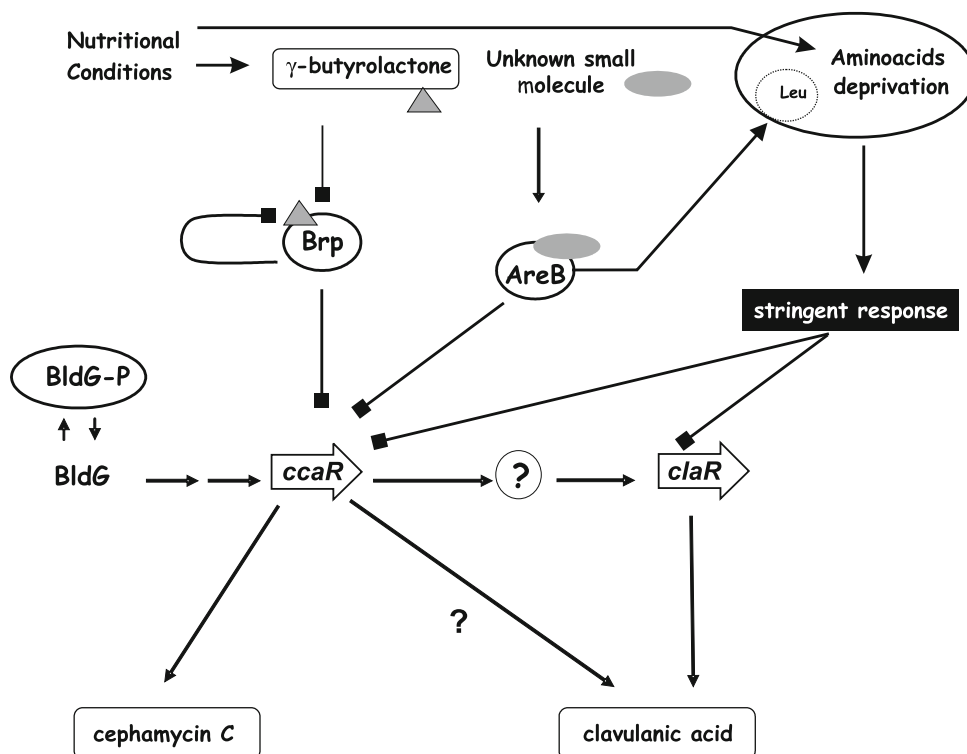 Nutritional
Conditions
γ-butyrolactone
Unknown small
molecule
Aminoacids
deprivation
Leu
Brp
AreB
stringent response
BldG-P
BldG
ccaR
?
claR
?
cephamycin C
clavulanic acid